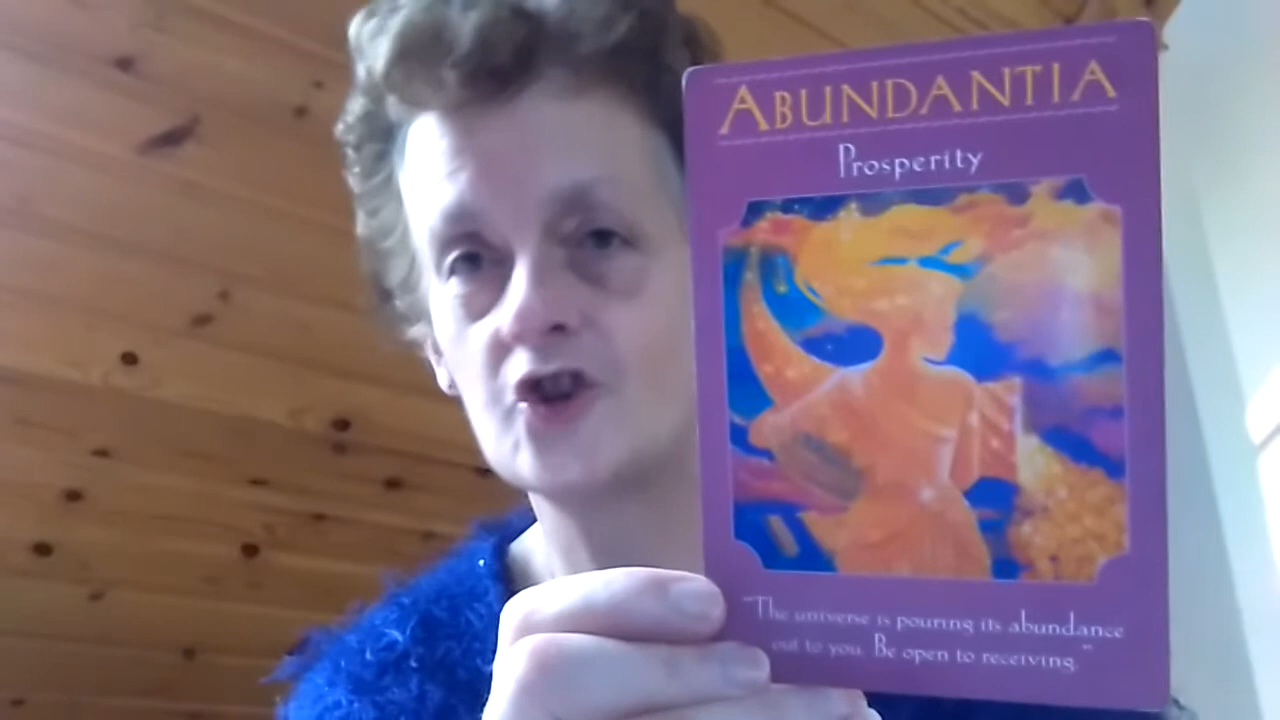 ABUNDANTIA
Prosperity
"The universe is pouring its abundance
out to you. Be open to receiving."